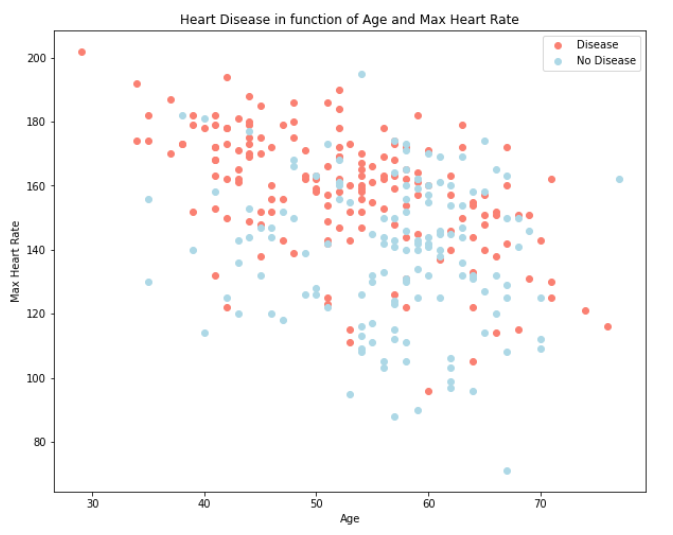 Heart Disease in function of Age and Max Heart Rate
Disease
No Disease
200
180
160
140
120
100
80
Max Heart Rate
30 40 50 60 70
Age